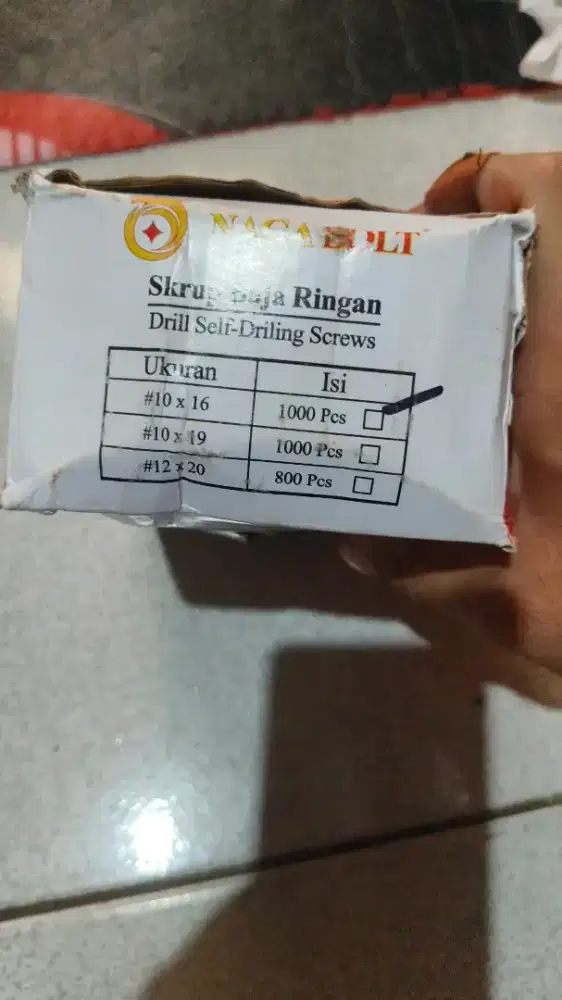 NAGA BOLT
Skrup Baja Ringan
Drill Self-Driling Screws
Ukuran Isi
#10 x 16 1000 Pcs
#10 x 19 1000 Pcs
#12 x 20 800 Pcs